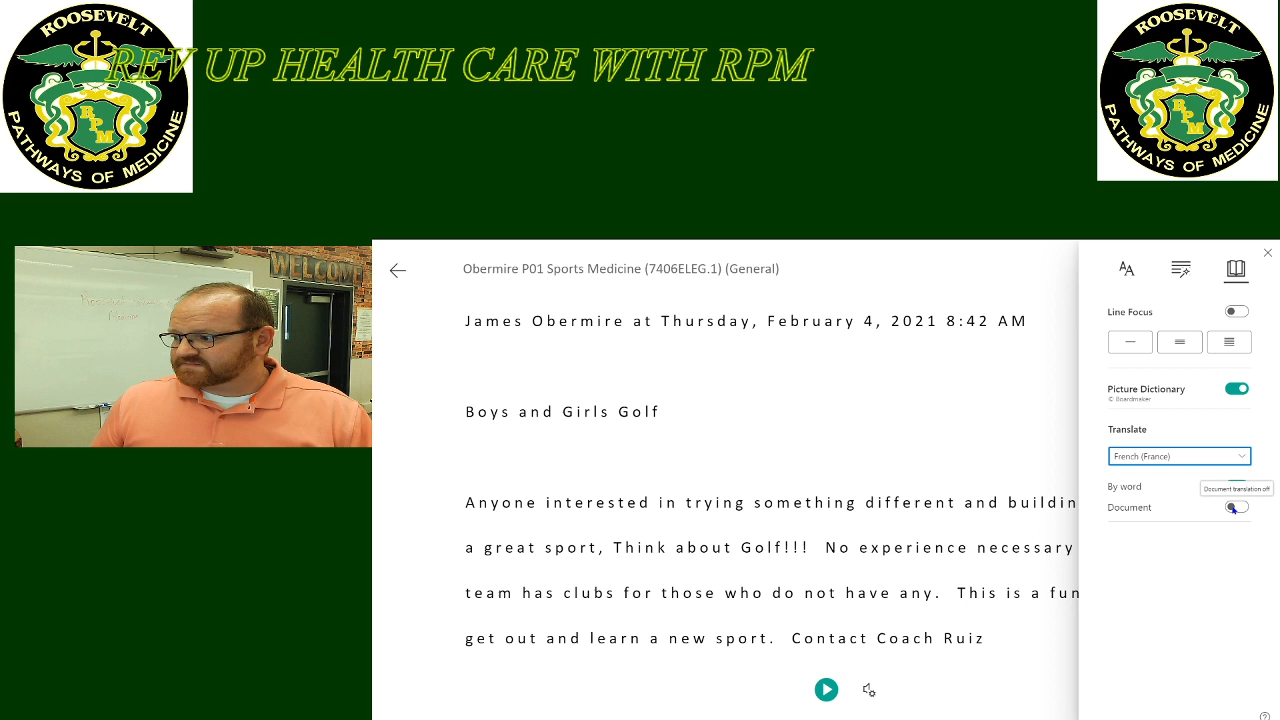 ROOSEVELT
RPM
PATHWAYS OF MEDICINE
REV UP HEALTH CARE WITH RPM
ROOSEVELT
RPM
PATHWAYS OF MEDICINE
WELCOME
Obermire P01 Sports Medicine (7406ELEG.1) (General)
James Obermire at Thursday, February 4, 2021 8:42 AM
Boys and Girls Golf
Anyone interested in trying something different and buildin
a great sport, Think about Golf!!! No experience necessary
team has clubs for those who do not have any. This is a fun
get out and learn a new sport. Contact Coach Ruiz
Line Focus
Picture Dictionary
© Boardmaker
Translate
French (France)
By word
Document translation off
Document